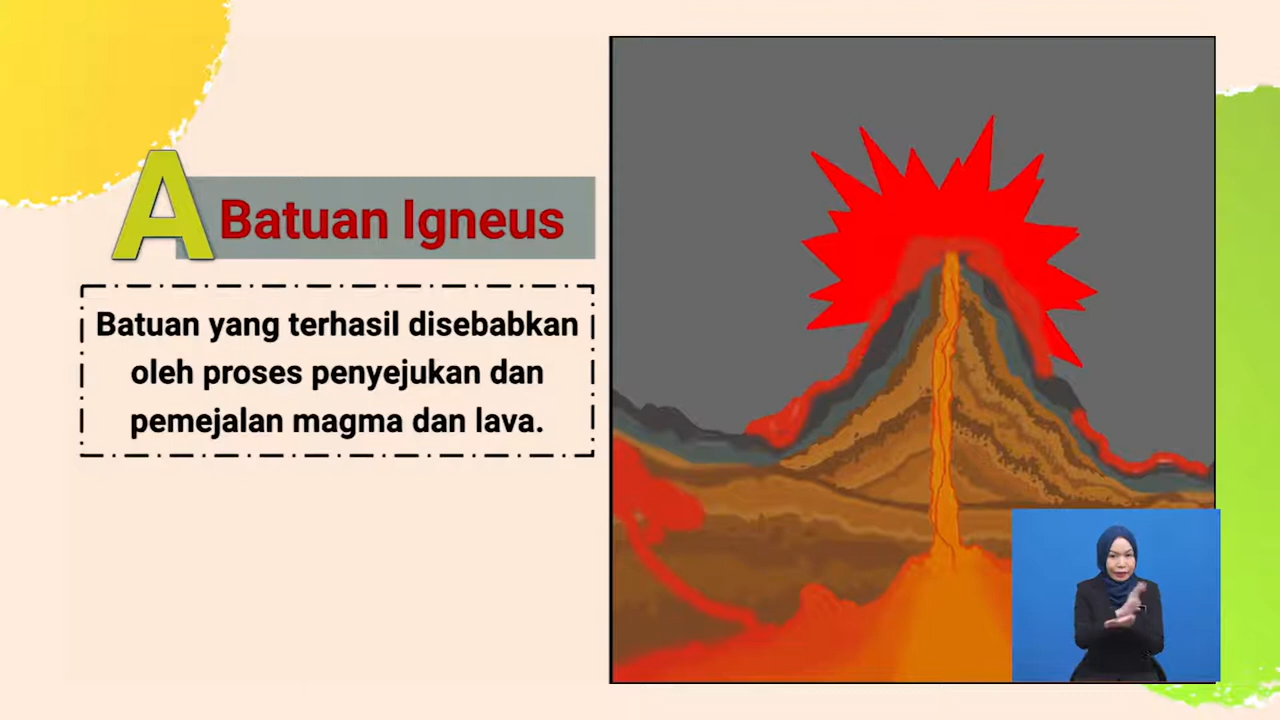 A Batuan Igneus
Batuan yang terhasil disebabkan
oleh proses penyejukan dan
pemejalan magma dan lava.